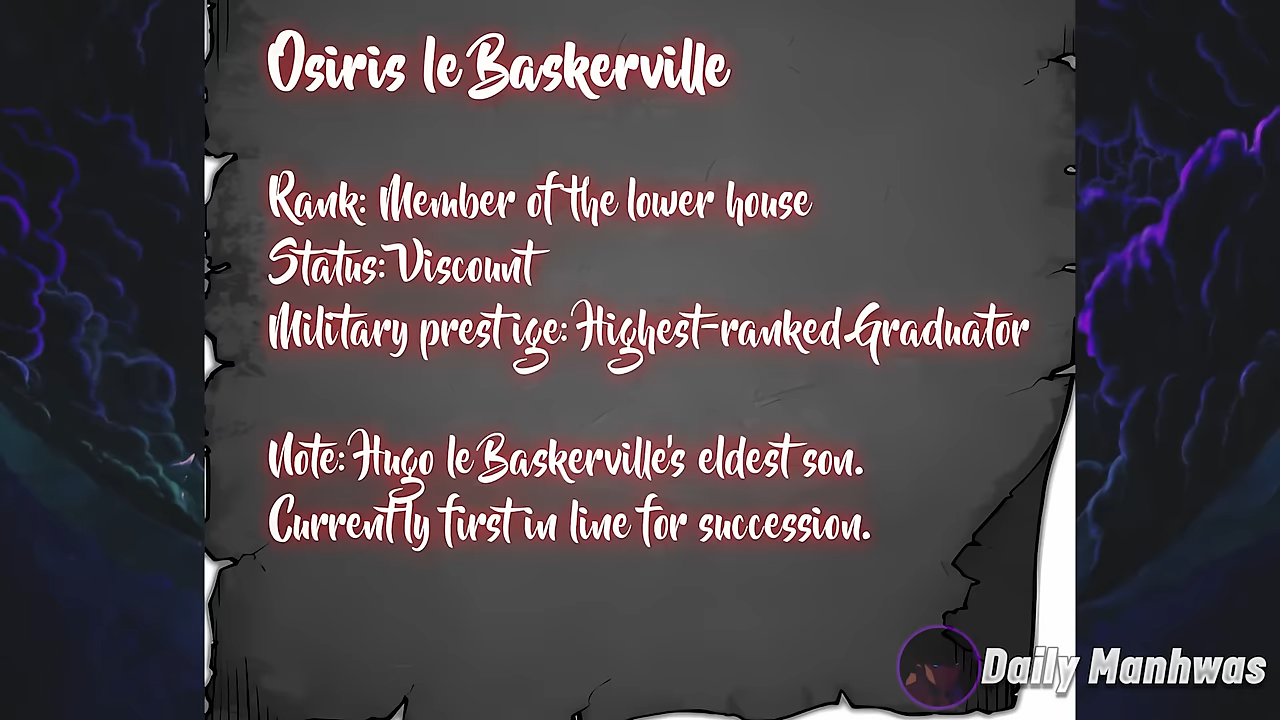 Osiris le Baskerville
Rank: Member of the lower house
Status: Viscount
Military prestige: Highest-ranked Graduator
Note: Hugo le Baskerville's eldest son.
Currently first in line for succession.
Daily Manhwas